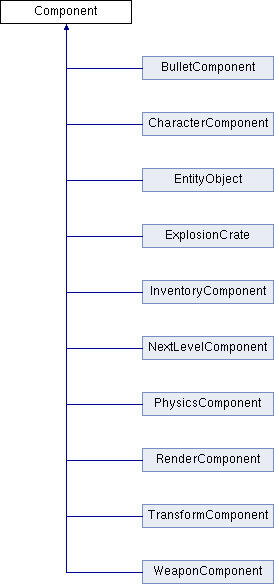 Component
BulletComponent
CharacterComponent
EntityObject
ExplosionCrate
InventoryComponent
NextLevelComponent
PhysicsComponent
RenderComponent
TransformComponent
WeaponComponent